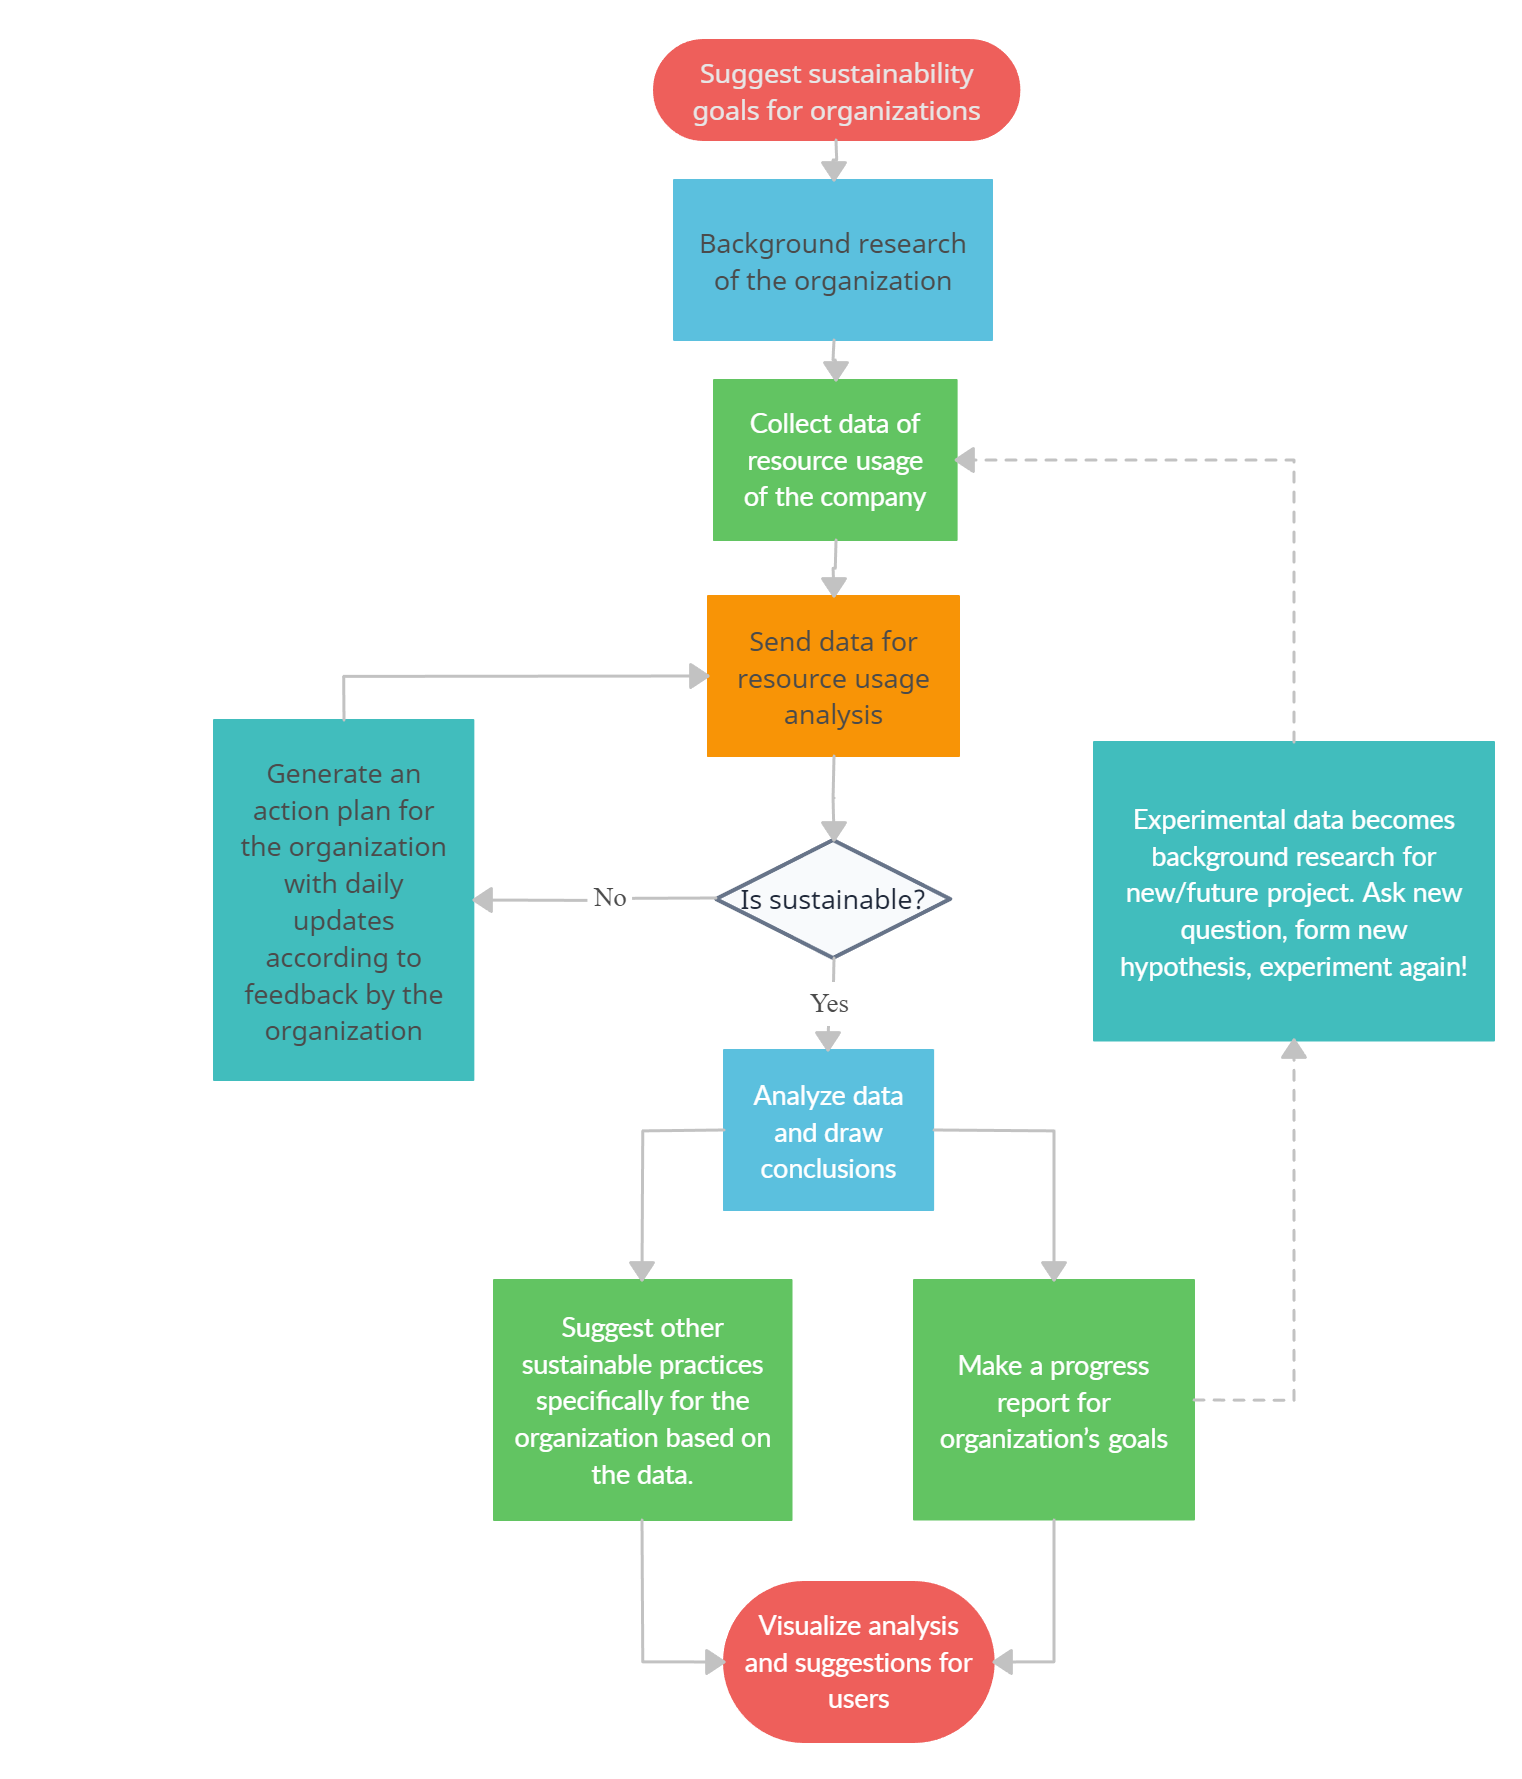 Suggest sustainability
goals for organizations
Background research
of the organization
Collect data of
resource usage
of the company
Send data for
resource usage
analysis
Generate an
action plan for
the organization
with daily
updates
according to
feedback by the
organization
Experimental data becomes
background research for
new/future project. Ask new
question, form new
hypothesis, experiment again!
Is sustainable?
No
Yes
Analyze data
and draw
conclusions
Suggest other
sustainable practices
specifically for the
organization based on
the data.
Make a progress
report for
organization’s goals
Visualize analysis
and suggestions for
users